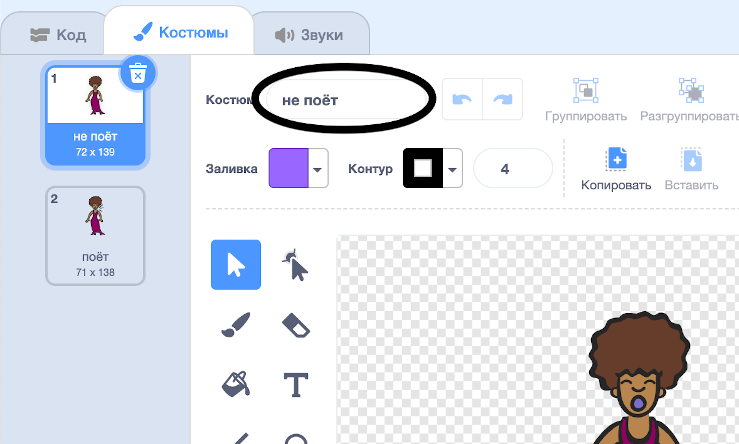 Код
Костюмы
Звуки
1
не поёт
72 x 139
2
поёт
71 x 138
Костюм
не поёт
Группировать
Разгруппировать
Заливка
Контур
4
Копировать
Вставить
T